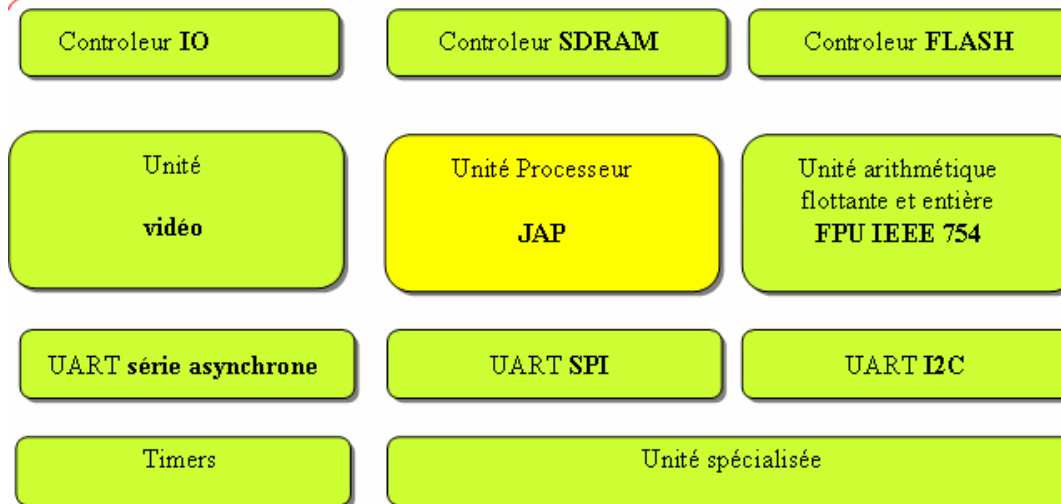 Controleur IO
Controleur SDRAM
Controleur FLASH
Unité
vidéo
Unité Processeur
JAP
Unité arithmétique
flottante et entière
FPU IEEE 754
UART série asynchrone
UART SPI
UART I2C
Timers
Unité spécialisée